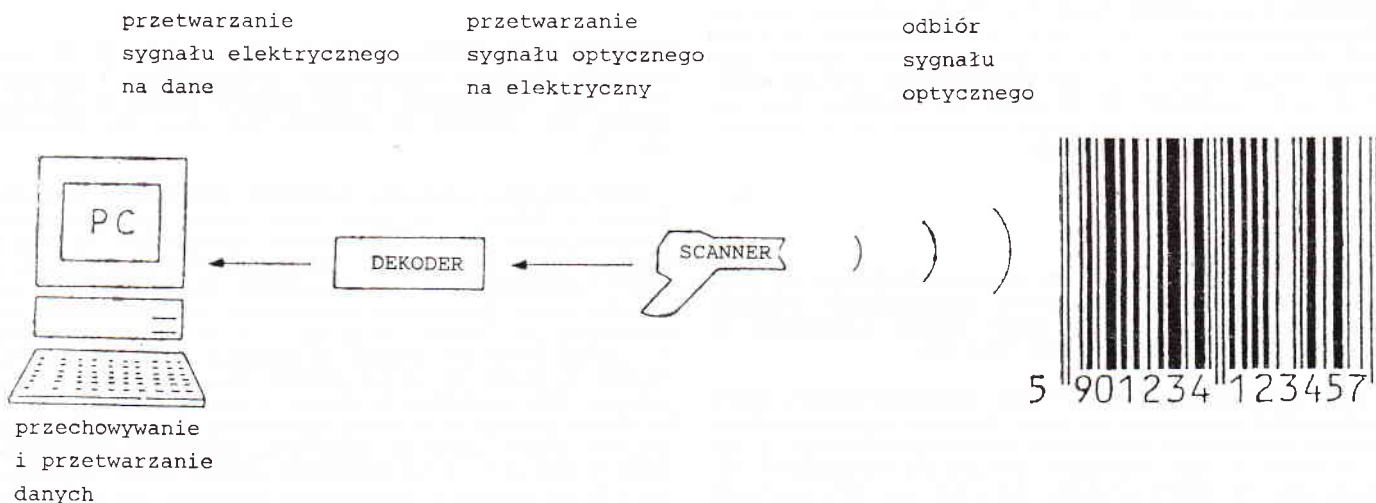 przetwarzanie
sygnału elektrycznego
na dane
przetwarzanie
sygnału optycznego
na elektryczny
odbiór
sygnału
optycznego
PC
DEKODER
SCANNER
5 901234 123457
przechowywanie
i przetwarzanie
danych